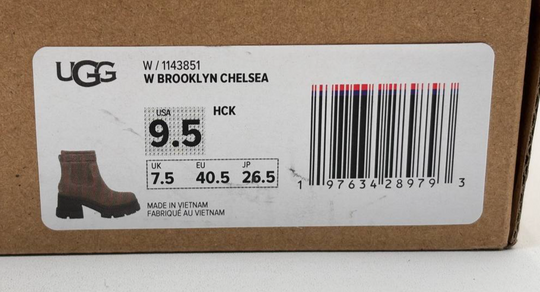 UGG
W / 1143851
W BROOKLYN CHELSEA
USA
9.5
HCK
UK EU JP
7.5 40.5 26.5
MADE IN VIETNAM
FABRIQUÉ AU VIETNAM
1 97634 28979 3